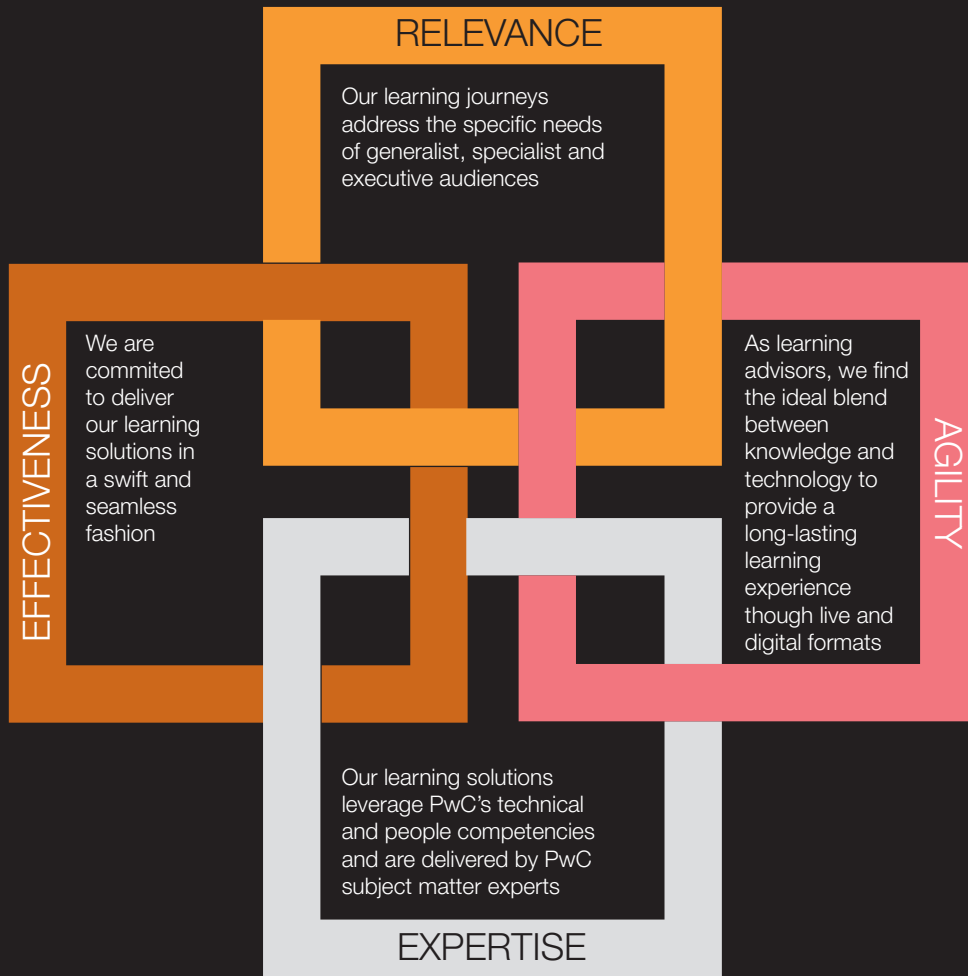 RELEVANCE
Our learning journeys
address the specific needs
of generalist, specialist and
executive audiences
EFFECTIVENESS
We are
commited
to deliver
our learning
solutions in
a swift and
seamless
fashion
As learning
advisors, we find
the ideal blend
between
knowledge and
technology to
provide a
long-lasting
learning
experience
though live and
digital formats
AGILITY
Our learning solutions
leverage PwC’s technical
and people competencies
and are delivered by PwC
subject matter experts
EXPERTISE